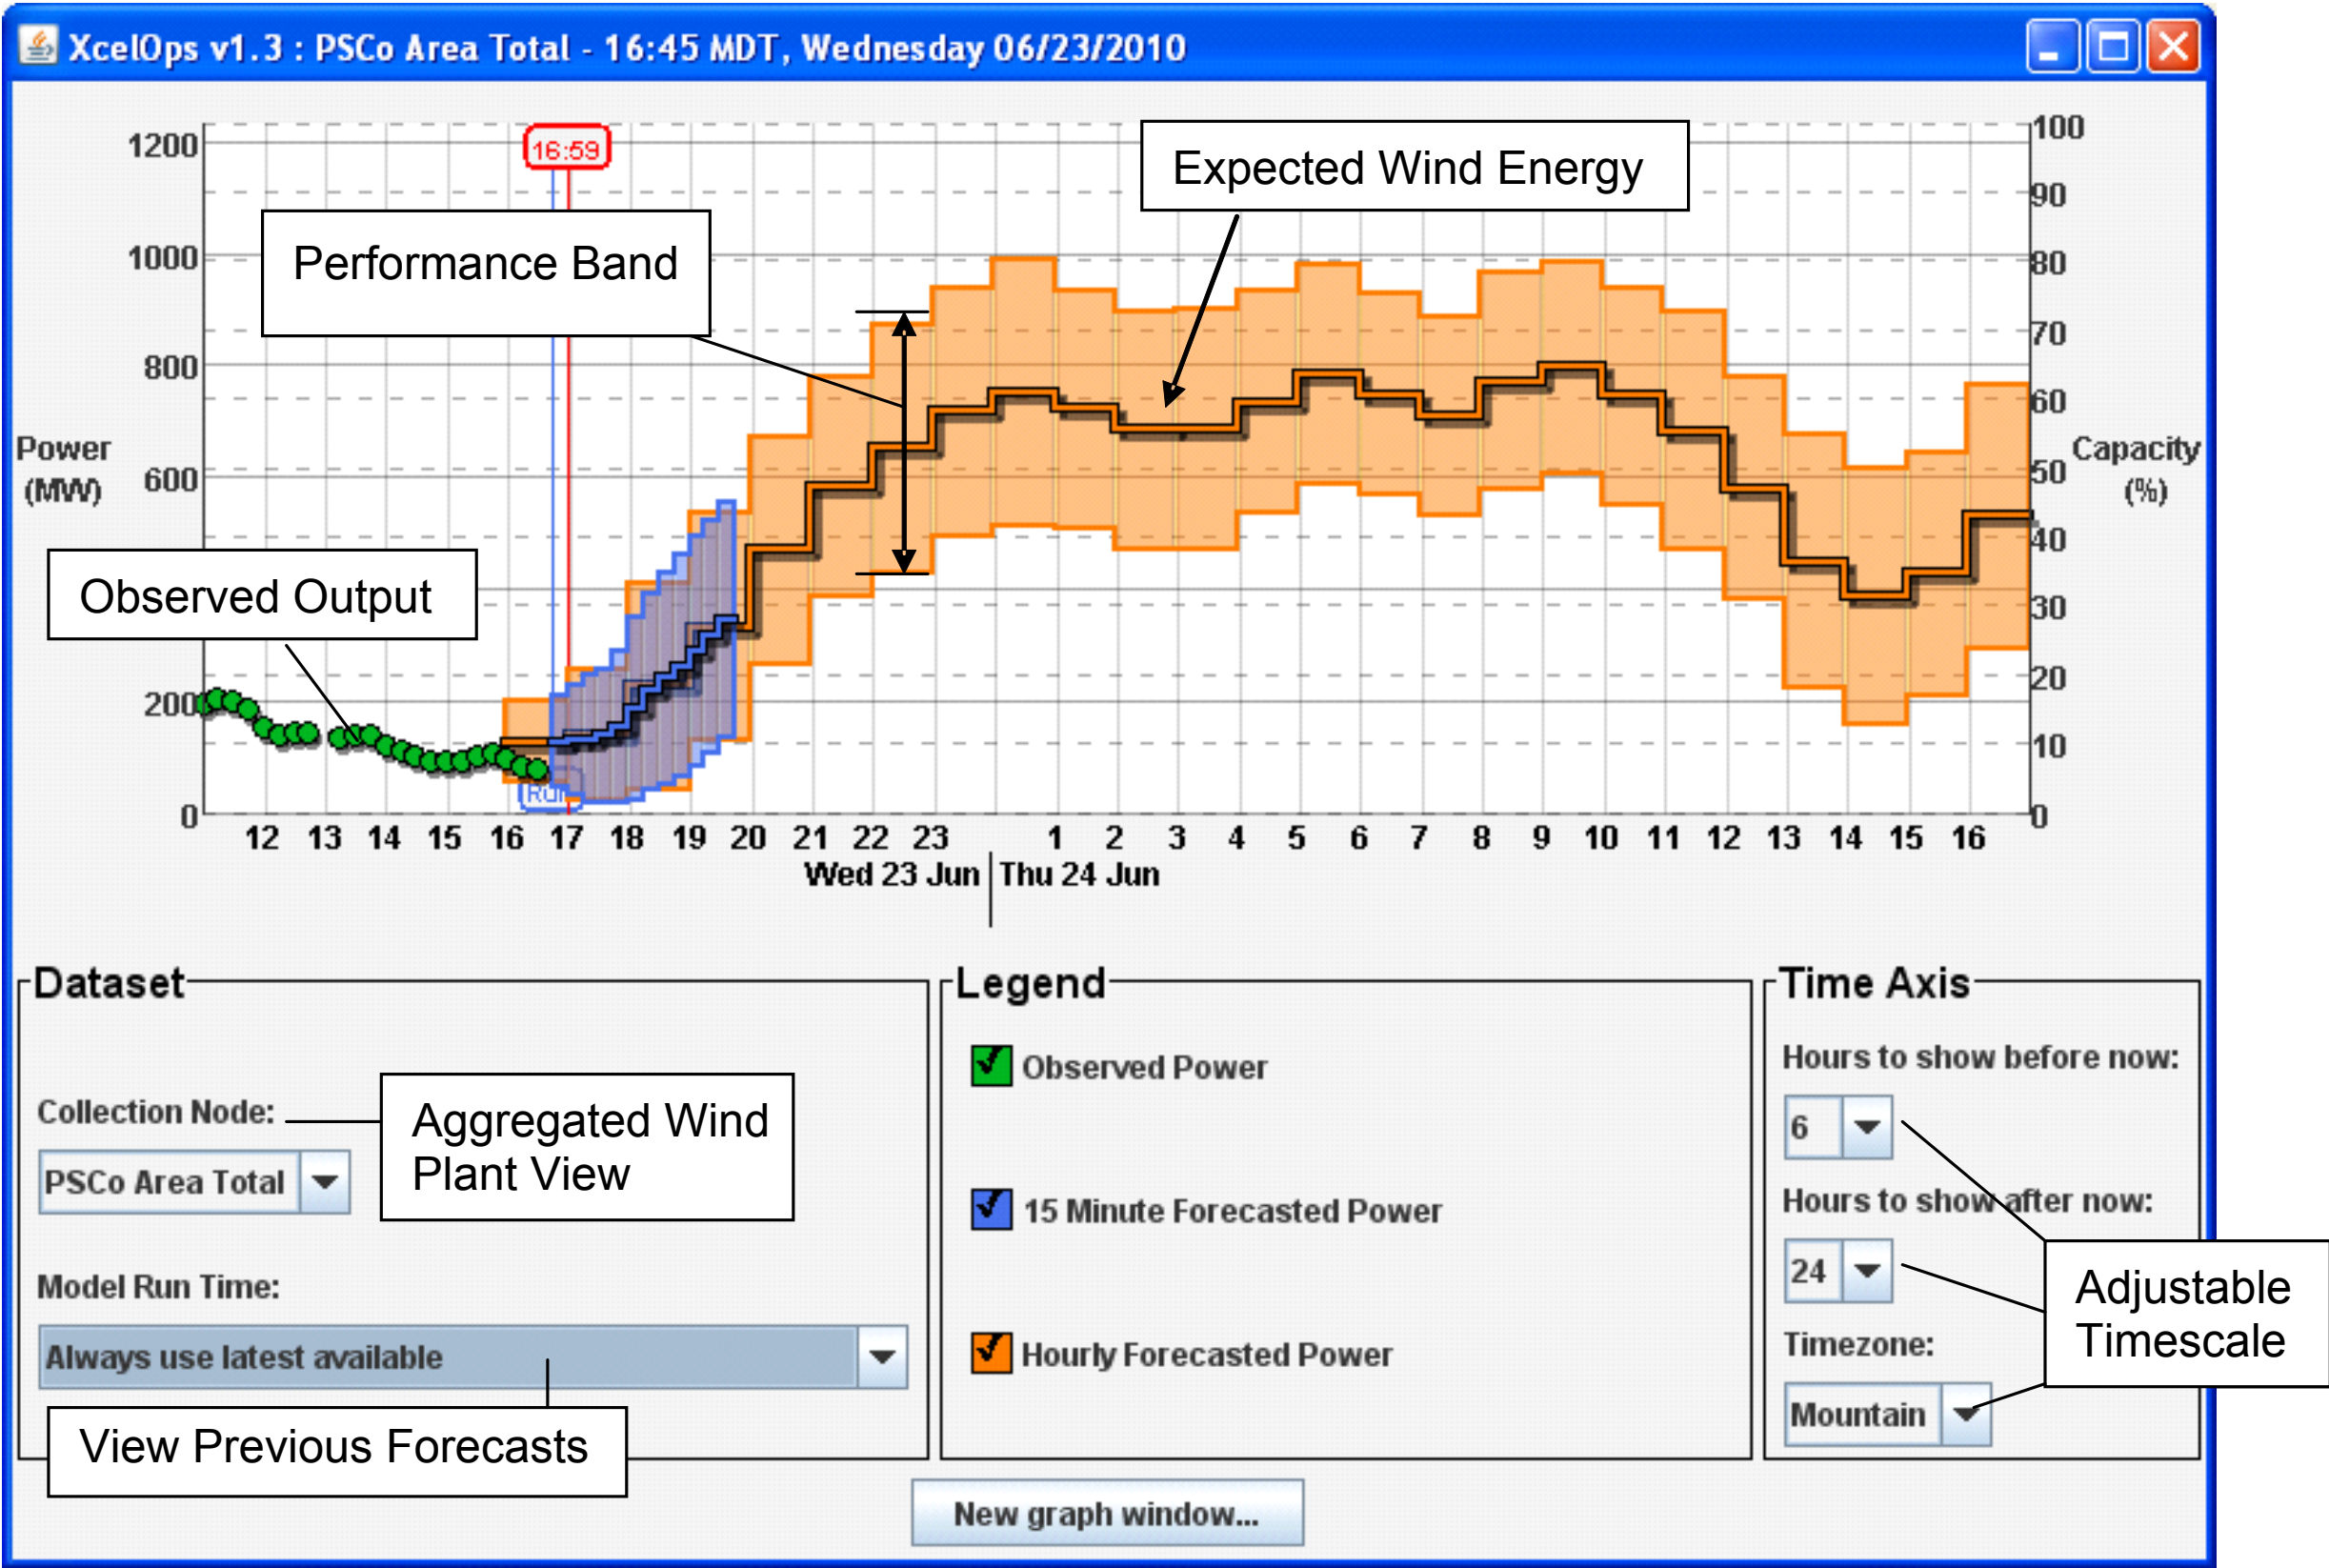 XcelOps v1.3 : PSCo Area Total - 16:45 MDT, Wednesday 06/23/2010
16:59
Expected Wind Energy
Performance Band
Observed Output
Power
(MW)
1200
1000
800
600
200
0
100
90
80
70
60
50
40
30
20
10
0
Capacity
(%)
Run
12 13 14 15 16 17 18 19 20 21 22 23 1 2 3 4 5 6 7 8 9 10 11 12 13 14 15 16
Wed 23 Jun Thu 24 Jun
Dataset
Collection Node:
PSCo Area Total
Aggregated Wind
Plant View
Model Run Time:
Always use latest available
View Previous Forecasts
Legend
Observed Power
15 Minute Forecasted Power
Hourly Forecasted Power
Time Axis
Hours to show before now:
6
Hours to show after now:
24
Timezone:
Mountain
Adjustable
Timescale
New graph window...